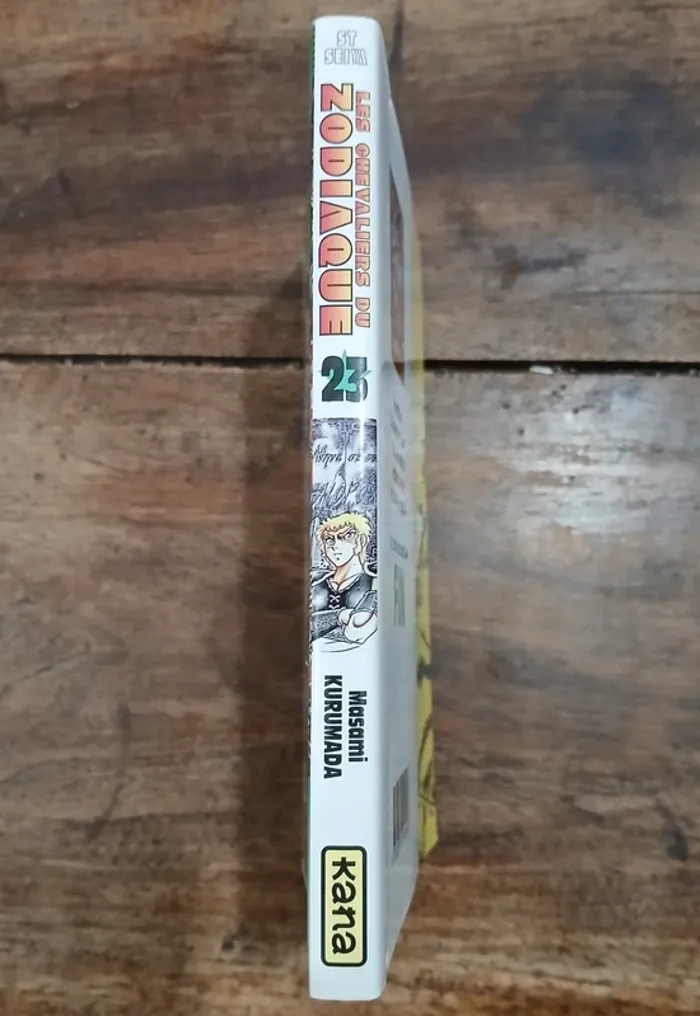 ST
SEIYA
LES CHEVALIERS DU
ZODIAQUE
23
Masami
KURUMADA
Kana